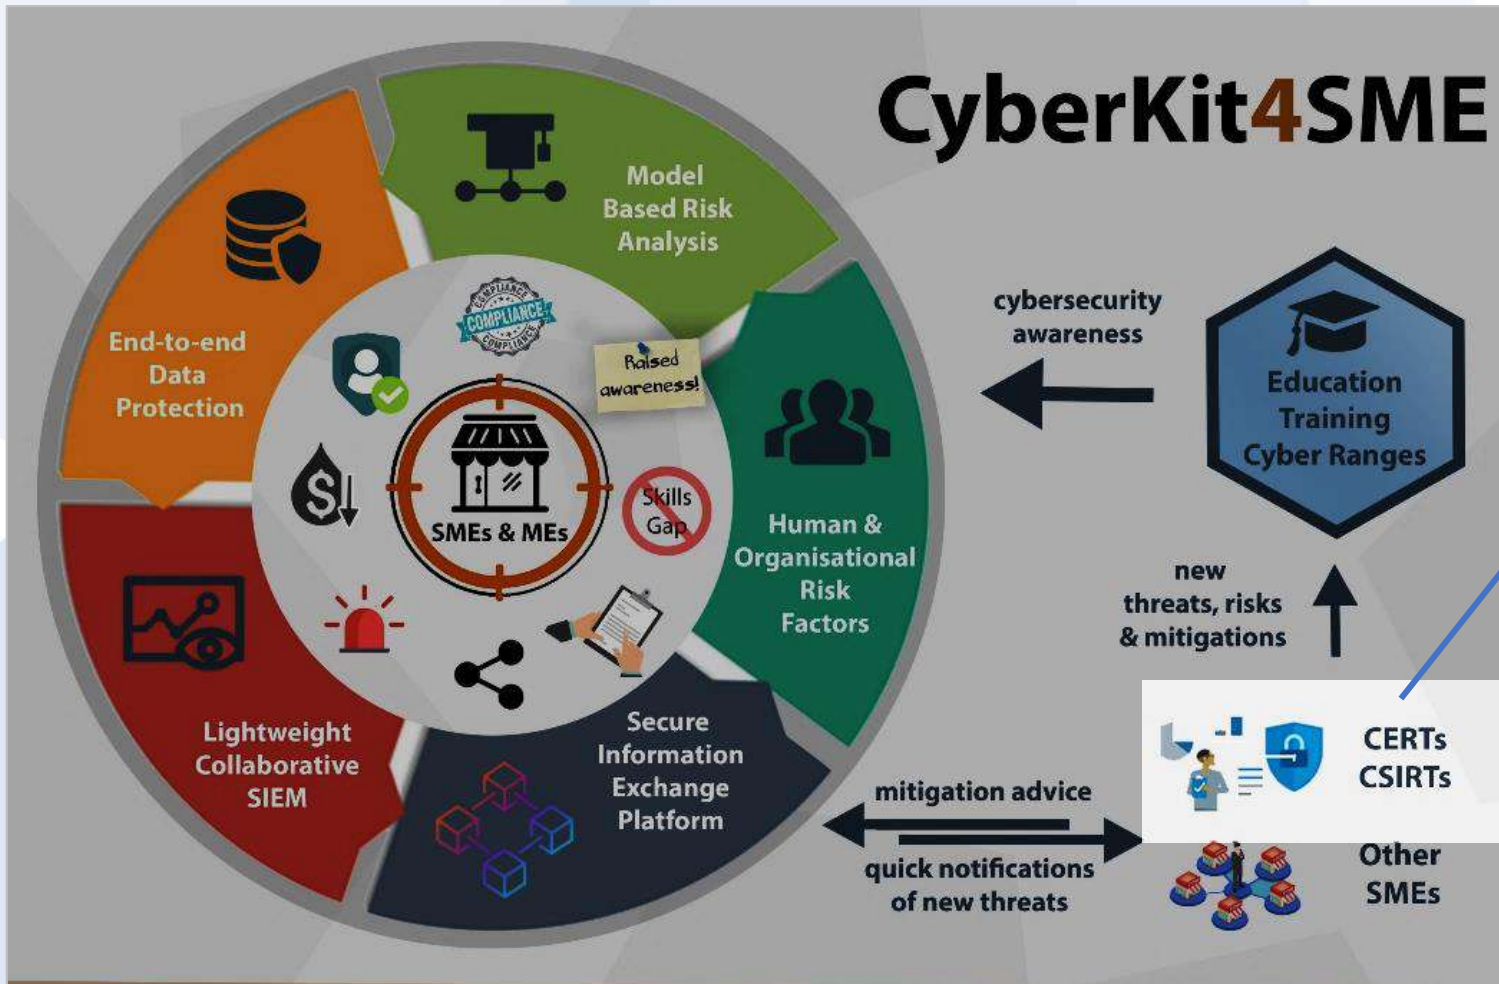 CyberKit4SME
Model
Based Risk
Analysis
End-to-end
Data
Protection
COMPLIANCE
COMPLIANCE
COMPLIANCE
Raised
awareness!
SMEs & MEs
Skills
Gap
Human &
Organisational
Risk
Factors
Lightweight
Collaborative
SIEM
Secure
Information
Exchange
Platform
cybersecurity
awareness
Education
Training
Cyber Ranges
new
threats, risks
& mitigations
CERTs
CSIRTs
mitigation advice
quick notifications
of new threats
Other
SMEs